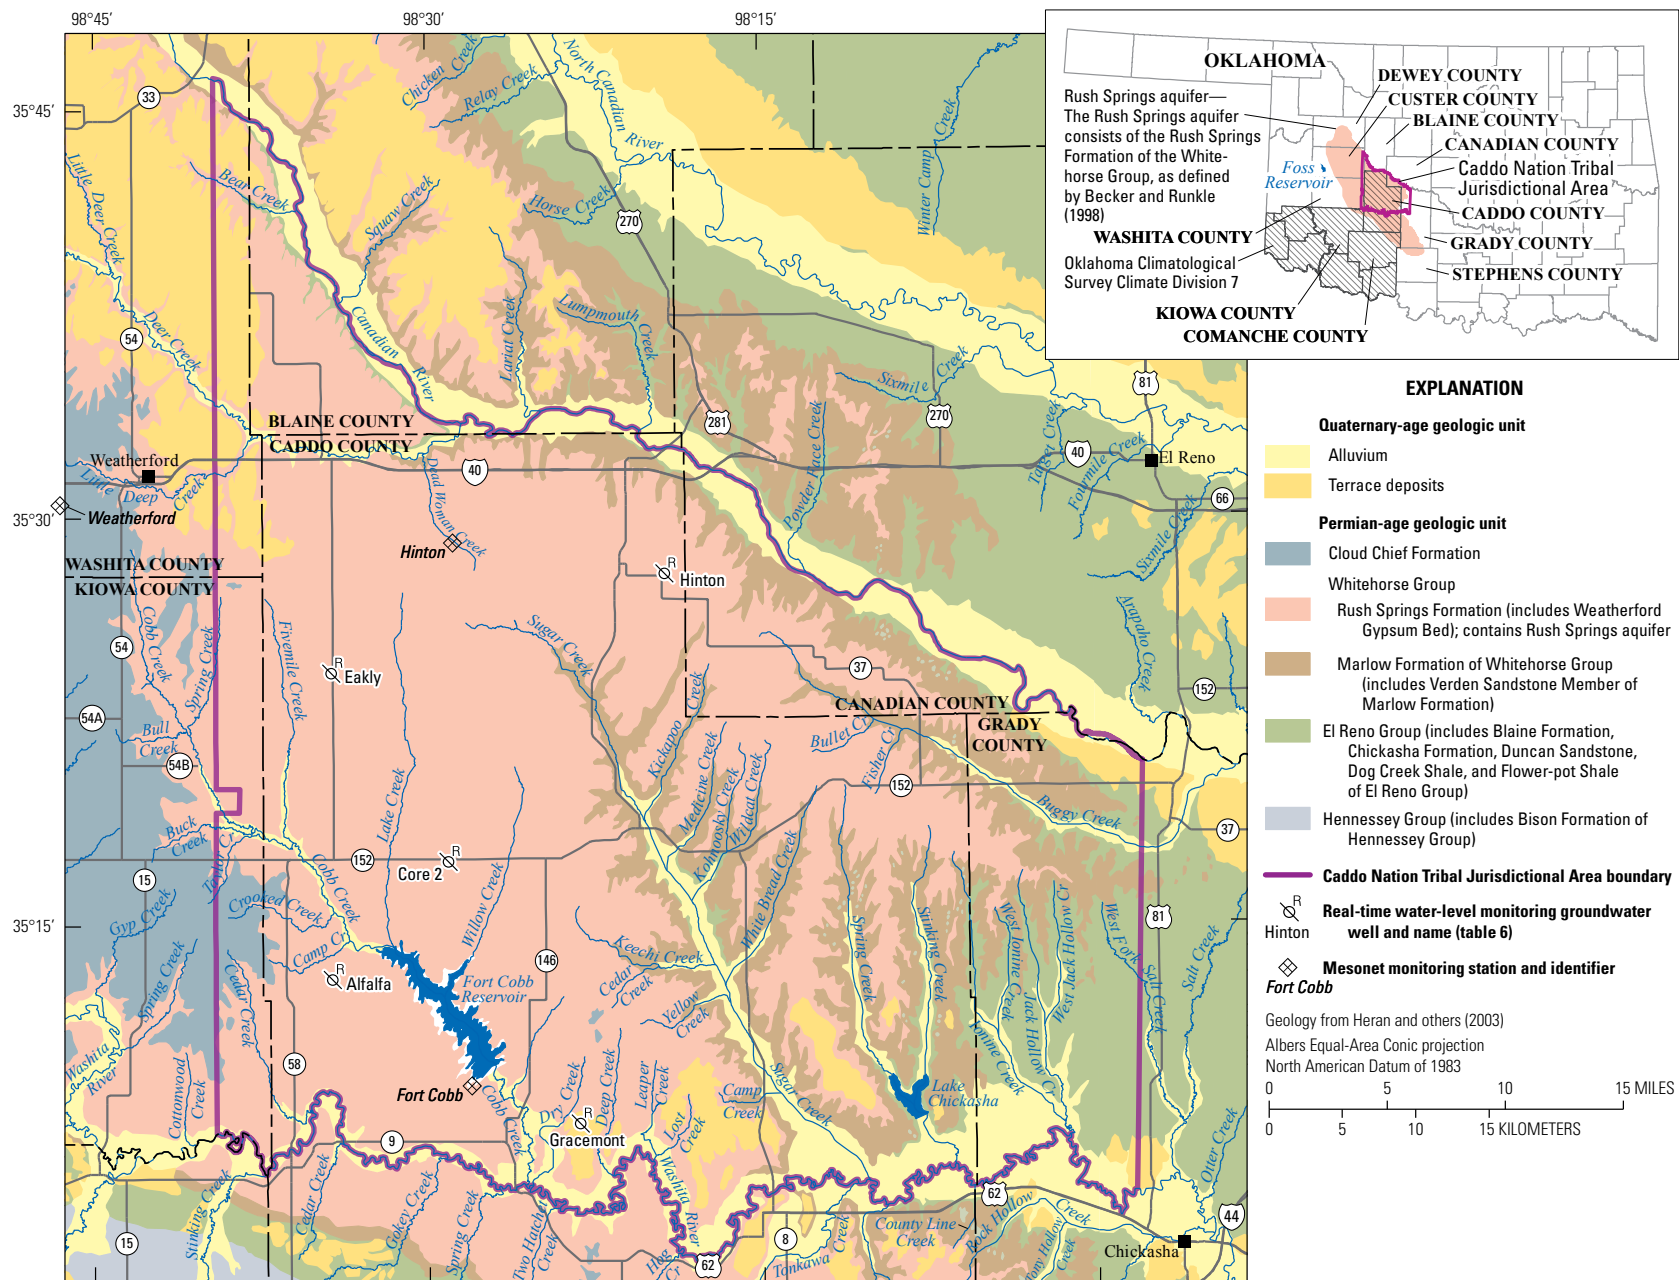 98°45′
98°30′
98°15′
35°45′
35°30′
35°15′
OKLAHOMA
DEWEY COUNTY
CUSTER COUNTY
BLAINE COUNTY
CANADIAN COUNTY
Caddo Nation Tribal
Jurisdictional Area
CADDO COUNTY
GRADY COUNTY
STEPHENS COUNTY
Rush Springs aquifer—
The Rush Springs aquifer
consists of the Rush Springs
Formation of the White-
horse Group, as defined
by Becker and Runkle
(1998)
Foss
Reservoir
WASHITA COUNTY
Oklahoma Climatological
Survey Climate Division 7
KIOWA COUNTY
COMANCHE COUNTY
33
Chicken Creek
Relay Creek
North Canadian
River
Winter Camp Creek
Little Deer Creek
Bear Creek
Squaw Creek
Horse Creek
270
54
Deer Creek
Canadian
River
Lariat Creek
Lumpmouth
Creek
Sixmile Creek
81
270
281
BLAINE COUNTY
CADDO COUNTY
Powder Face Creek
Target Creek
Fourmile Creek
40
El Reno
66
Weatherford
Little
Deep
Creek
Weatherford
40
Dead Woman
Creek
Hinton
R
Hinton
Sixmile Creek
WASHITA COUNTY
KIOWA COUNTY
54
Cobb Creek
Spring Creek
Fivemile Creek
R
Eakly
Sugar Creek
Arapaho Creek
37
152
54A
Bull
Creek
54B
Kickapoo
Creek
CANADIAN COUNTY
GRADY
COUNTY
Bullet Cr
Fisher Cr
152
Buggy Creek
37
Medicine Creek
Kohnoosky Creek
Wildcat Creek
Lake Creek
Buck
Creek
Taylor Cr
Cobb Creek
152
R
Core 2
15
Crooked Creek
Gyp Creek
Willow Creek
White Bread Creek
Spring Creek
Sinking Creek
West Ionine Creek
Jack Hollow Cr
West Jack Hollow Cr
West Fork
Salt Creek
81
Salt Creek
Camp Cr
R
Alfalfa
Spring Creek
Cedar Creek
146
Fort Cobb
Reservoir
Keechi Creek
Cedar
Creek
Yellow
Creek
Ionine Creek
Washita
River
58
Cottonwood
Creek
Fort Cobb
Cobb
Creek
Dry Creek
Deep Creek
Leaper
Creek
R
Gracemont
Lost
Creek
Camp
Creek
Sugar Creek
Lake
Chickasha
9
Washita
River
62
Otter Creek
Stinking Creek
Cedar Creek
Gokey Creek
Spring Creek
Two Hatchet
Creek
Hog
Cr
62
8
Tonkawa
Creek
County Line
Creek
Rock Hollow
Creek
Tony Hollow
Creek
Chickasha
44
15
EXPLANATION
Quaternary-age geologic unit
Alluvium
Terrace deposits
Permian-age geologic unit
Cloud Chief Formation
Whitehorse Group
Rush Springs Formation (includes Weatherford
Gypsum Bed); contains Rush Springs aquifer
Marlow Formation of Whitehorse Group
(includes Verden Sandstone Member of
Marlow Formation)
El Reno Group (includes Blaine Formation,
Chickasha Formation, Duncan Sandstone,
Dog Creek Shale, and Flower-pot Shale
of El Reno Group)
Hennessey Group (includes Bison Formation of
Hennessey Group)
Caddo Nation Tribal Jurisdictional Area boundary
R
Hinton
Real-time water-level monitoring groundwater
well and name (table 6)
Mesonet monitoring station and identifier
Fort Cobb
Geology from Heran and others (2003)
Albers Equal-Area Conic projection
North American Datum of 1983
0 5 10 15 MILES
0 5 10 15 KILOMETERS